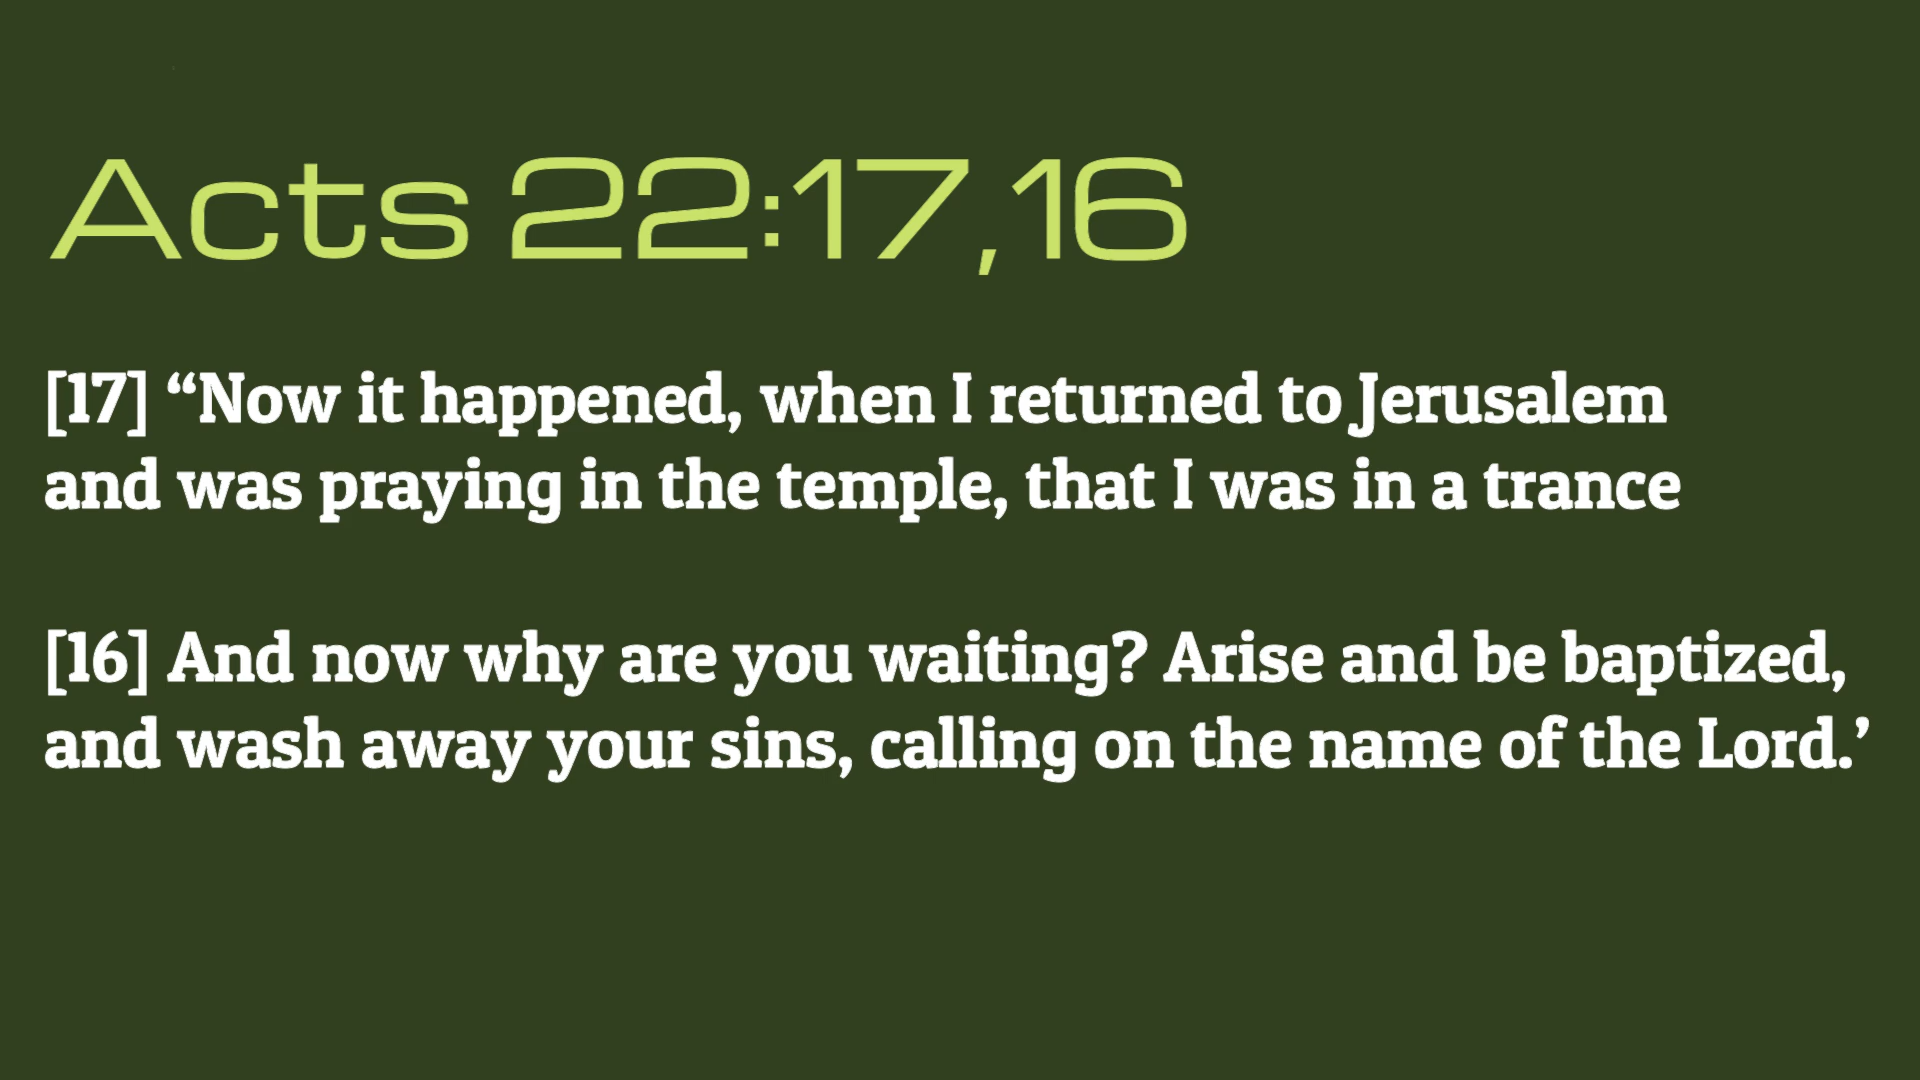 Acts 22:17,16
[17] “Now it happened, when I returned to Jerusalem
and was praying in the temple, that I was in a trance
[16] And now why are you waiting? Arise and be baptized,
and wash away your sins, calling on the name of the Lord.’